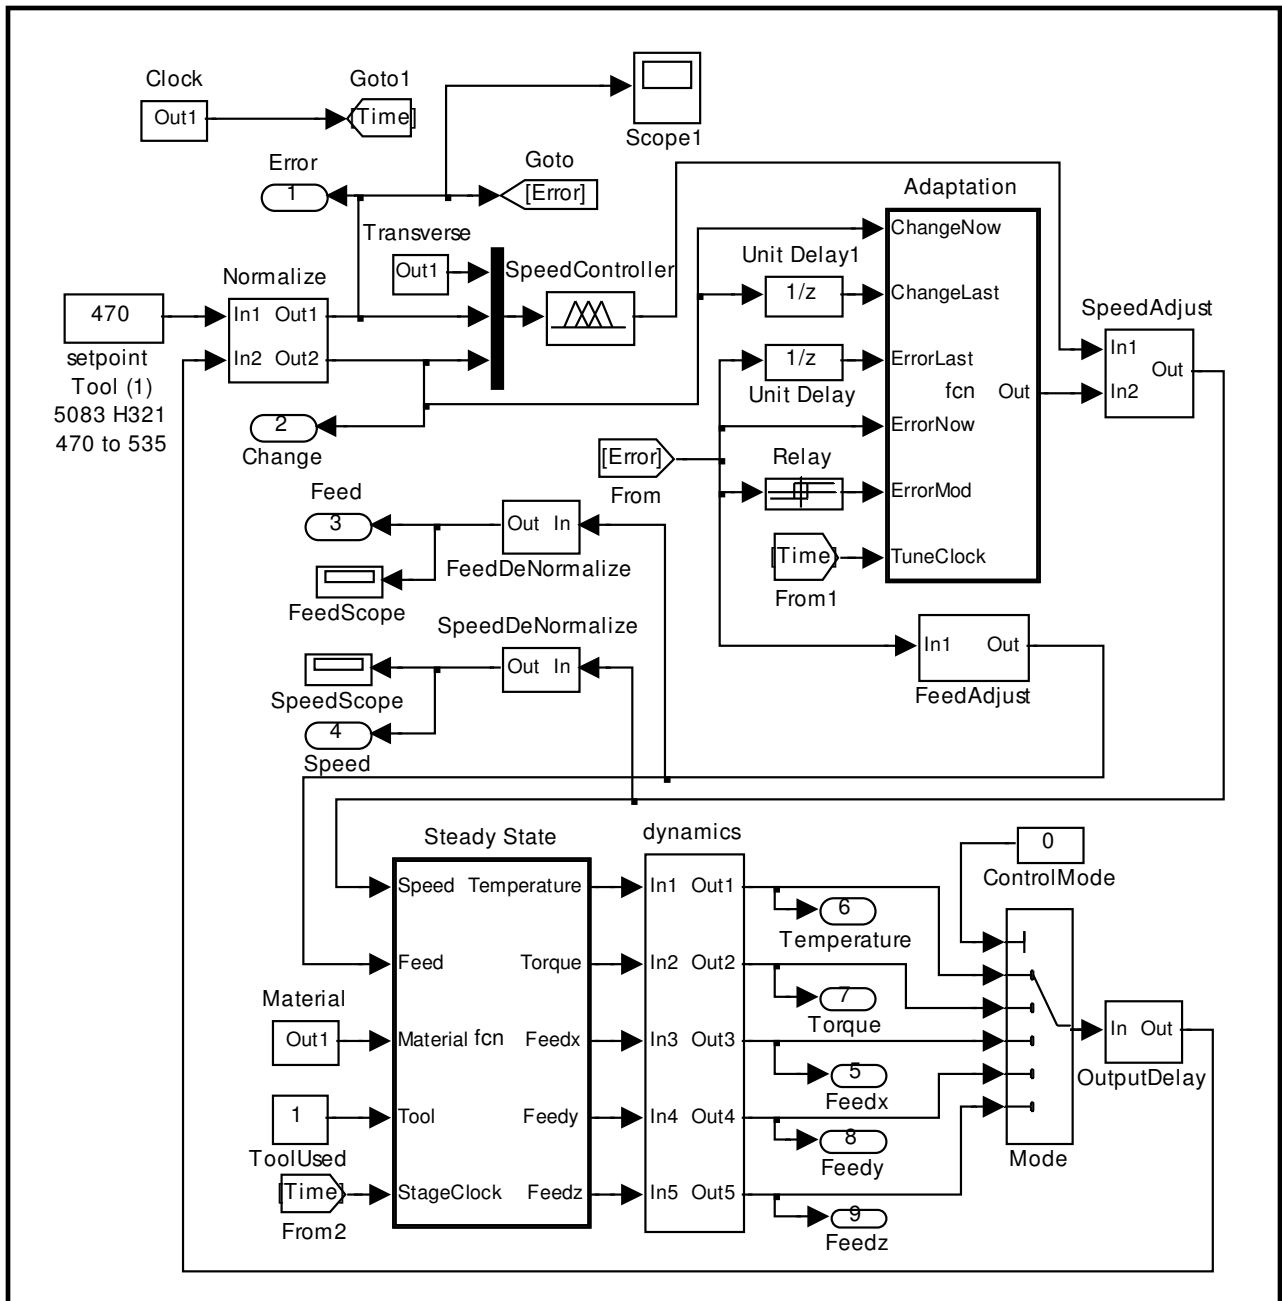 Clock
Out1
Goto1
[Time]
Scope1
Error
1
Goto
[Error]
Transverse
Out1
Adaptation
ChangeNow
ChangeLast
ErrorLast
fcn
Out
ErrorNow
ErrorMod
TuneClock
Unit Delay1
1/z
1/z
Unit Delay
SpeedController
Normalize
In1 Out1
In2 Out2
470
setpoint
Tool (1)
5083 H321
470 to 535
SpeedAdjust
In1
Out
In2
2
Change
[Error]
From
Relay
[Time]
From1
Feed
3
Out In
FeedDeNormalize
FeedScope
SpeedDeNormalize
Out In
SpeedScope
4
Speed
In1 Out
FeedAdjust
Steady State
Speed Temperature
Feed Torque
Material fcn Feedx
Tool Feedy
StageClock Feedz
dynamics
In1 Out1
In2 Out2
In3 Out3
In4 Out4
In5 Out5
0
ControlMode
6
Temperature
7
Torque
5
Feedx
8
Feedy
9
Feedz
Mode
In Out
OutputDelay
Material
Out1
1
ToolUsed
[Time]
From2